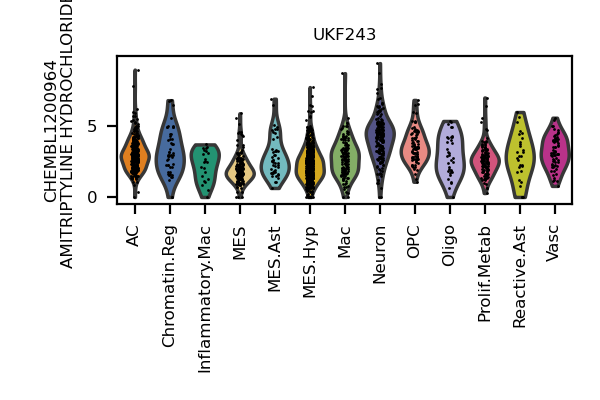 UKF243
CHEMBL1200964
AMITRIPTYLINE HYDROCHLORIDE
5
0
AC
Chromatin.Reg
Inflammatory.Mac
MES
MES.Ast
MES.Hyp
Mac
Neuron
OPC
Oligo
Prolif.Metab
Reactive.Ast
Vasc